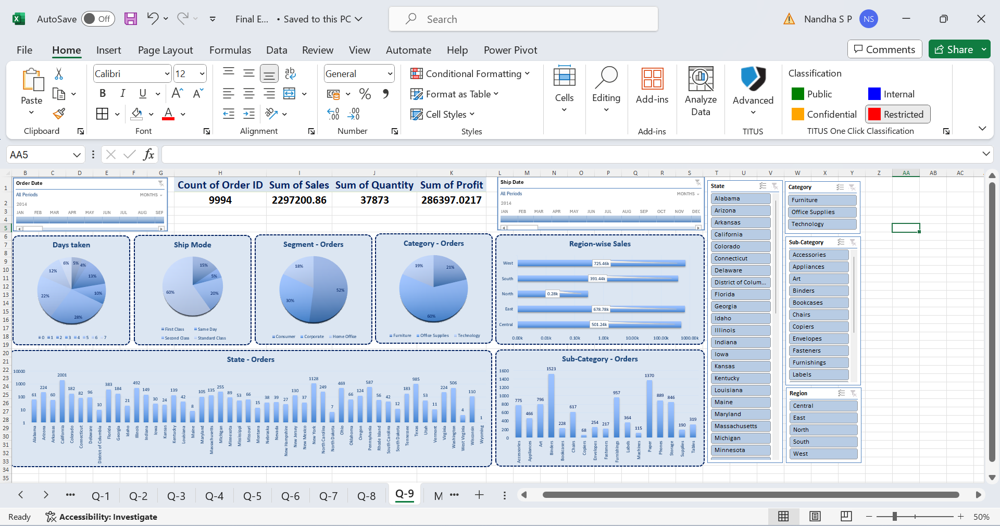 AutoSave Off Final E... • Saved to this PC Search Nandha S P NS
File Home Insert Page Layout Formulas Data Review View Automate Help Power Pivot Comments Share
Paste
Clipboard
Calibri 12
B I U
Font
ab
Alignment
General
% 
Number
Conditional Formatting
Format as Table
Cell Styles
Styles
Cells
Editing
Add-ins
Add-ins
Analyze
Data
Advanced
TITUS
Classification
Public Internal
Confidential Restricted
TITUS One Click Classification
AA5 fx
B C D E F G H I J K L M N O P Q R S T U V W X Y Z AA AB AC
1
2
3
4
5
6
7
8
9
10
11
12
13
14
15
16
17
18
19
20
21
22
23
24
25
26
27
28
29
30
31
32
33
34
35
Order Date
All Periods MONTHS
2014
JAN FEB MAR APR MAY JUN JUL AUG SEP
Count of Order ID Sum of Sales Sum of Quantity Sum of Profit
9994 2297200.86 37873 286397.0217
Ship Date
All Periods MONTHS
2014
JAN FEB MAR APR MAY JUN JUL AUG SEP OCT NOV DEC
Days taken
6% 5% 4%
12% 13%
22% 10%
28%
0 1 2 3 4 5 6 7
Ship Mode
15%
5%
60% 20%
First Class Same Day
Second Class Standard Class
Segment - Orders
18%
52%
30%
Consumer Corporate Home Office
Category - Orders
19% 21%
60%
Furniture Office Supplies Technology
Region-wise Sales
West 725.46k
South 391.44k
North 0.28k
East 678.78k
Central 501.24k
0.00k 0.01k 0.10k 1.00k 10.00k 100.00k 1000.00k
State - Orders
10000
1000
100
10
1
61 224 60 2001 182 82 96 10 383 184 21 492 149 30 24 139 42 8 105 135 255 89 53 66 15 38 39 27 130 37 1128 249 7 469 66 124 587 56 42 12 183 985 53 11 224 506 4 110 1
Alabama Arizona Arkansas California Colorado Connecticut Delaware District of Columbia Florida Georgia Idaho Illinois Indiana Iowa Kansas Kentucky Louisiana Maine Maryland Massachusetts Michigan Minnesota Mississippi Missouri Montana Nebraska Nevada New Hampshire New Jersey New Mexico New York North Carolina North Dakota Ohio Oklahoma Oregon Pennsylvania Rhode Island South Carolina South Dakota Tennessee Texas Utah Vermont Virginia Washington West Virginia Wisconsin Wyoming
Sub-Category - Orders
1600
1400
1200
1000
800
600
400
200
0
775 466 796 1523 228 617 68 254 217 957 364 115 1370 889 846 190 319
Accessories Appliances Art Binders Bookcases Chairs Copiers Envelopes Fasteners Furnishings Labels Machines Paper Phones Storage Supplies Tables
State
Alabama
Arizona
Arkansas
California
Colorado
Connecticut
Delaware
District of Colum...
Florida
Georgia
Idaho
Illinois
Indiana
Iowa
Kansas
Kentucky
Louisiana
Maine
Maryland
Massachusetts
Michigan
Minnesota
Category
Furniture
Office Supplies
Technology
Sub-Category
Accessories
Appliances
Art
Binders
Bookcases
Chairs
Copiers
Envelopes
Fasteners
Furnishings
Labels
Region
Central
East
North
South
West
••• Q-1 Q-2 Q-3 Q-4 Q-5 Q-6 Q-7 Q-8 Q-9 M •••
Ready Accessibility: Investigate 50%